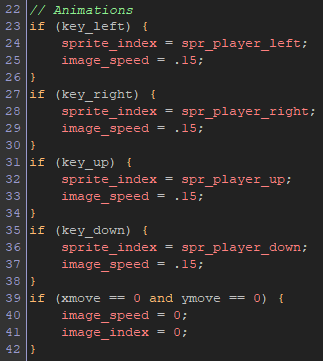 22 // Animations
23 if (key_left) {
24     sprite_index = spr_player_left;
25     image_speed = .15;
26 }
27 if (key_right) {
28     sprite_index = spr_player_right;
29     image_speed = .15;
30 }
31 if (key_up) {
32     sprite_index = spr_player_up;
33     image_speed = .15;
34 }
35 if (key_down) {
36     sprite_index = spr_player_down;
37     image_speed = .15;
38 }
39 if (xmove == 0 and ymove == 0) {
40     image_speed = 0;
41     image_index = 0;
42 }